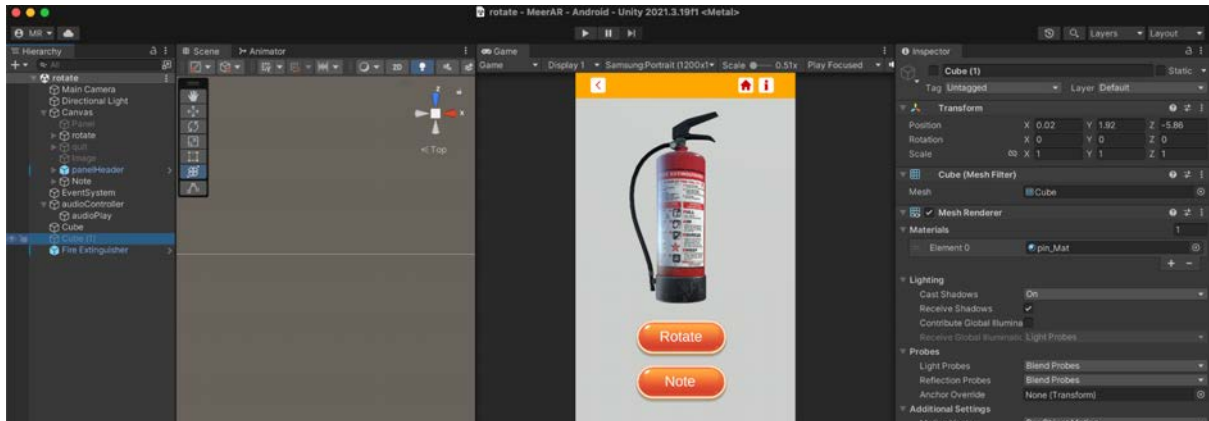 rotate - MeerAR - Android - Unity 2021.3.19f1 <Metal>
MR
Layers
Layout
Hierarchy
All
rotate
Main Camera
Directional Light
Canvas
Panel
rotate
quit
Image
panelHeader
Note
EventSystem
audioController
audioPlay
Cube
Cube (1)
Fire Extinguisher
Scene
Animator
2D
z
x
Top
Game
Game
Display 1
Samsung Portrait (1200x1
Scale
0.51x
Play Focused
Rotate
Note
Inspector
Cube (1)
Static
Tag Untagged
Layer Default
Transform
Position X 0.02 Y 1.92 Z -5.86
Rotation X 0 Y 0 Z 0
Scale X 1 Y 1 Z 1
Cube (Mesh Filter)
Mesh Cube
Mesh Renderer
Materials 1
Element 0 pin_Mat
Lighting
Cast Shadows On
Receive Shadows
Contribute Global Illumina
Receive Global Illuminatic Light Probes
Probes
Light Probes Blend Probes
Reflection Probes Blend Probes
Anchor Override None (Transform)
Additional Settings